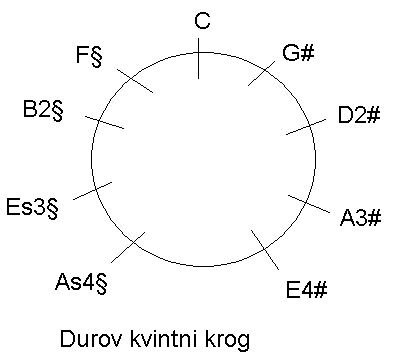 C
G#
D2#
A3#
E4#
As4§
Es3§
B2§
F§
Durov kvintni krog